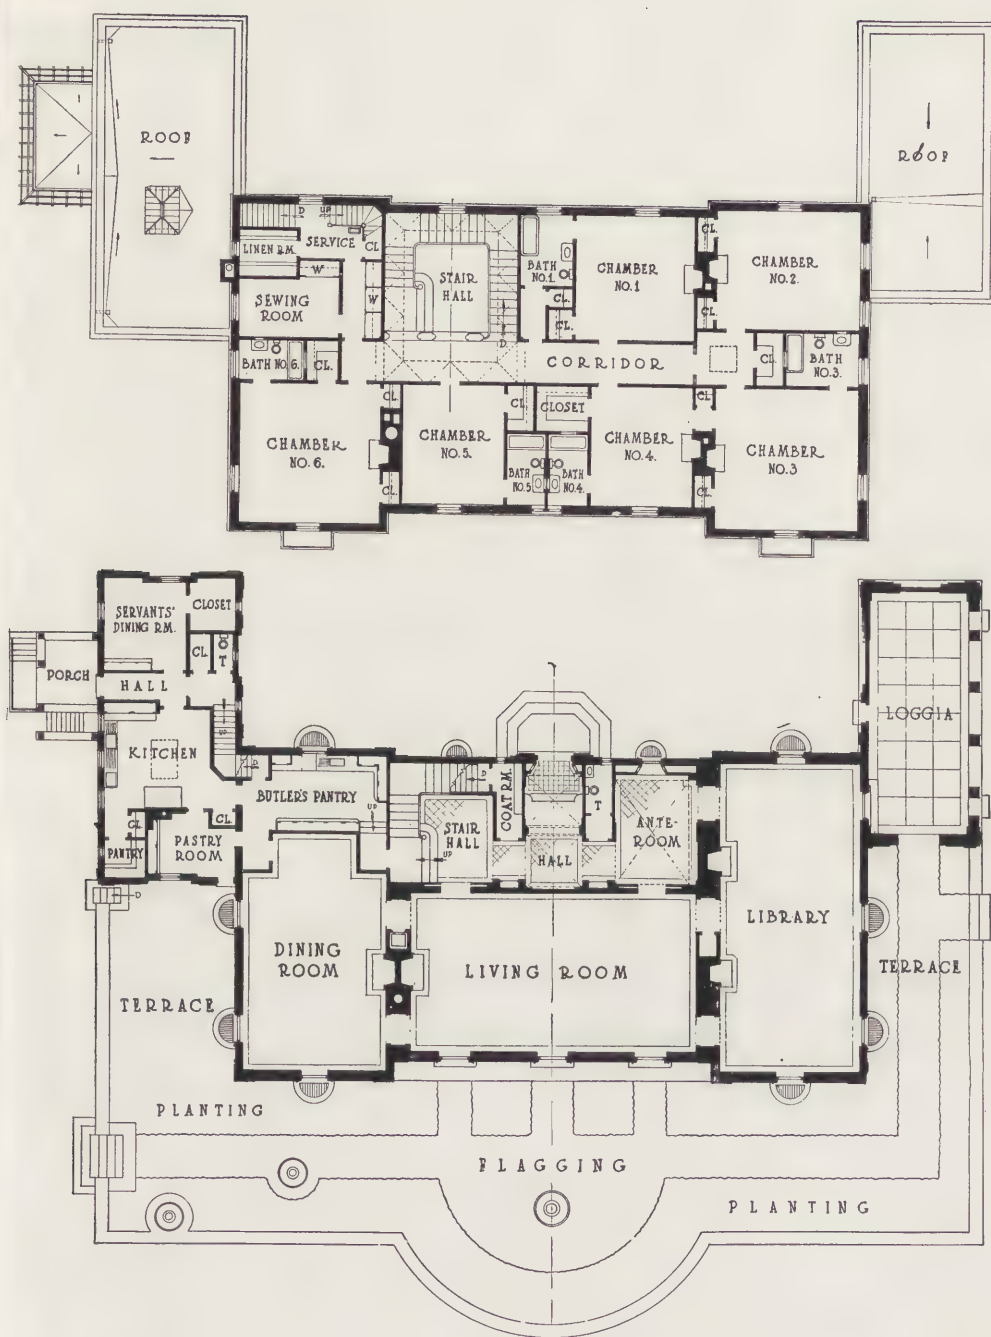 ROOF
ROOF
D
UP
SERVICE
CL
LINEN RM.
W
W
SEWING
ROOM
BATH NO. 6.
CL.
STAIR
HALL
D
BATH
NO.1.
CL.
CL.
CHAMBER
NO.1
CL.
CL.
CHAMBER
NO.2.
CORRIDOR
CL.
BATH
NO.3.
CHAMBER
NO.6.
CL.
CL.
CHAMBER
NO.5.
CL.
CLOSET
BATH
NO.5
BATH
NO.4.
CHAMBER
NO.4.
CL.
CL.
CHAMBER
NO.3
SERVANTS'
DINING RM.
CLOSET
CL.
T
PORCH
HALL
UP
KITCHEN
D
BUTLER'S PANTRY
UP
CL.
CL.
PANTRY
PASTRY
ROOM
D
D
STAIR
HALL
UP
COAT RM.
HALL
T
ANTE-
ROOM
LOGGIA
DINING
ROOM
LIVING ROOM
LIBRARY
TERRACE
TERRACE
PLANTING
FLAGGING
PLANTING